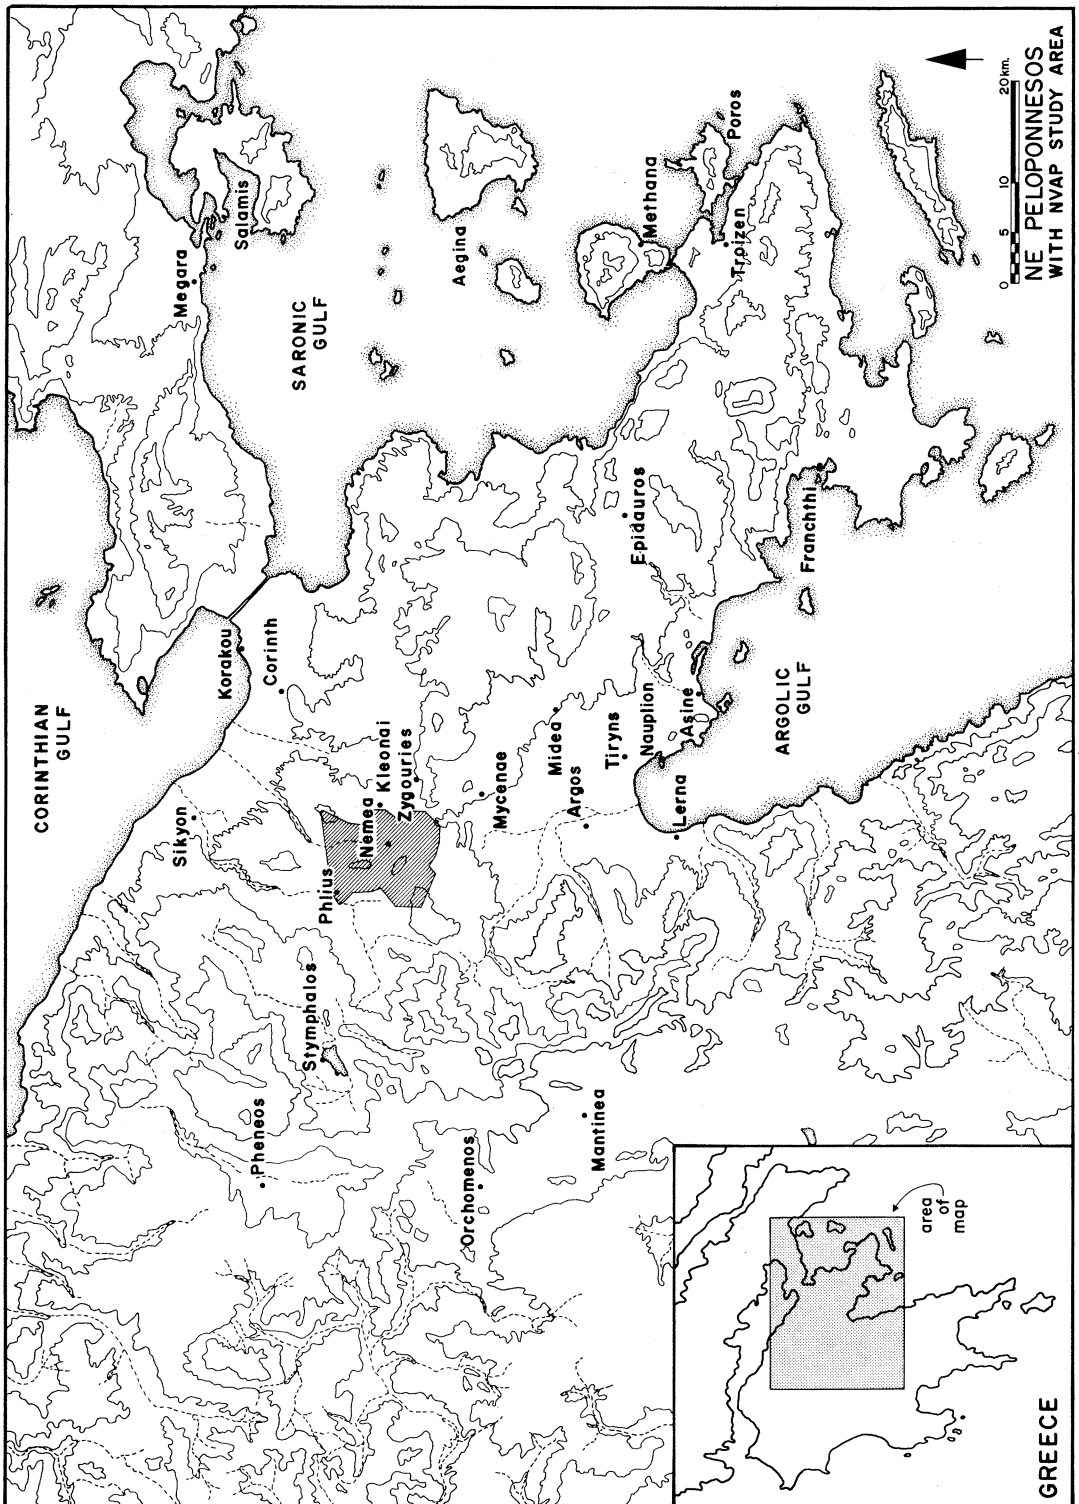 CORINTHIAN
GULF
Megara
Salamis
SARONIC
GULF
Aegina
Methana
Poros
Troizen
Korakou
Corinth
Sikyon
Kleonai
Nemea
Zygouries
Phlius
Stymphalos
Pheneos
Orchomenos
Mantinea
Mycenae
Midea
Argos
Tiryns
Nauplion
Asine
Lerna
Epidauros
Franchthi
ARGOLIC
GULF
0 5 10 20km.
NE PELOPONNESOS
WITH NVAP STUDY AREA
area
of
map
GREECE